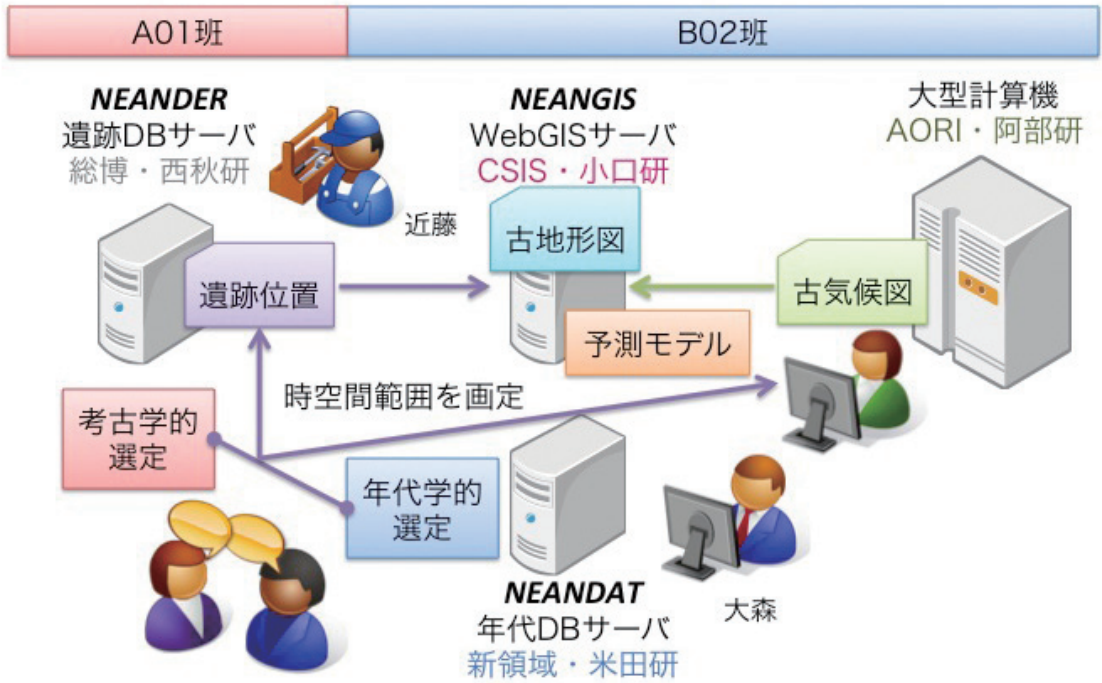 A01班
B02班
NEANDER
遺跡DBサーバ
総博・西秋研
近藤
NEANGIS
WebGISサーバ
CSIS・小口研
大型計算機
AORI・阿部研
遺跡位置
古地形図
古気候図
予測モデル
時空間範囲を画定
考古学的
選定
年代学的
選定
NEANDAT
年代DBサーバ
新領域・米田研
大森